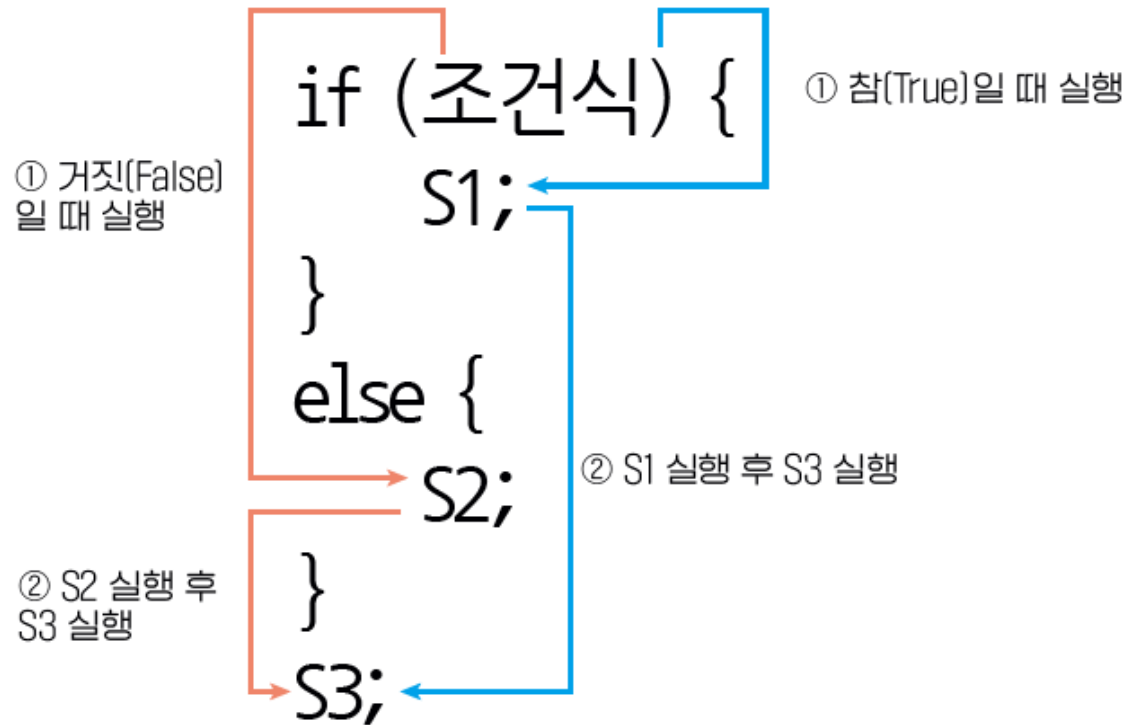 if (조건식) {
① 참(True)일 때 실행
① 거짓(False)
일 때 실행
S1;
}
else {
S2;
② S1 실행 후 S3 실행
}
② S2 실행 후
S3 실행
S3;